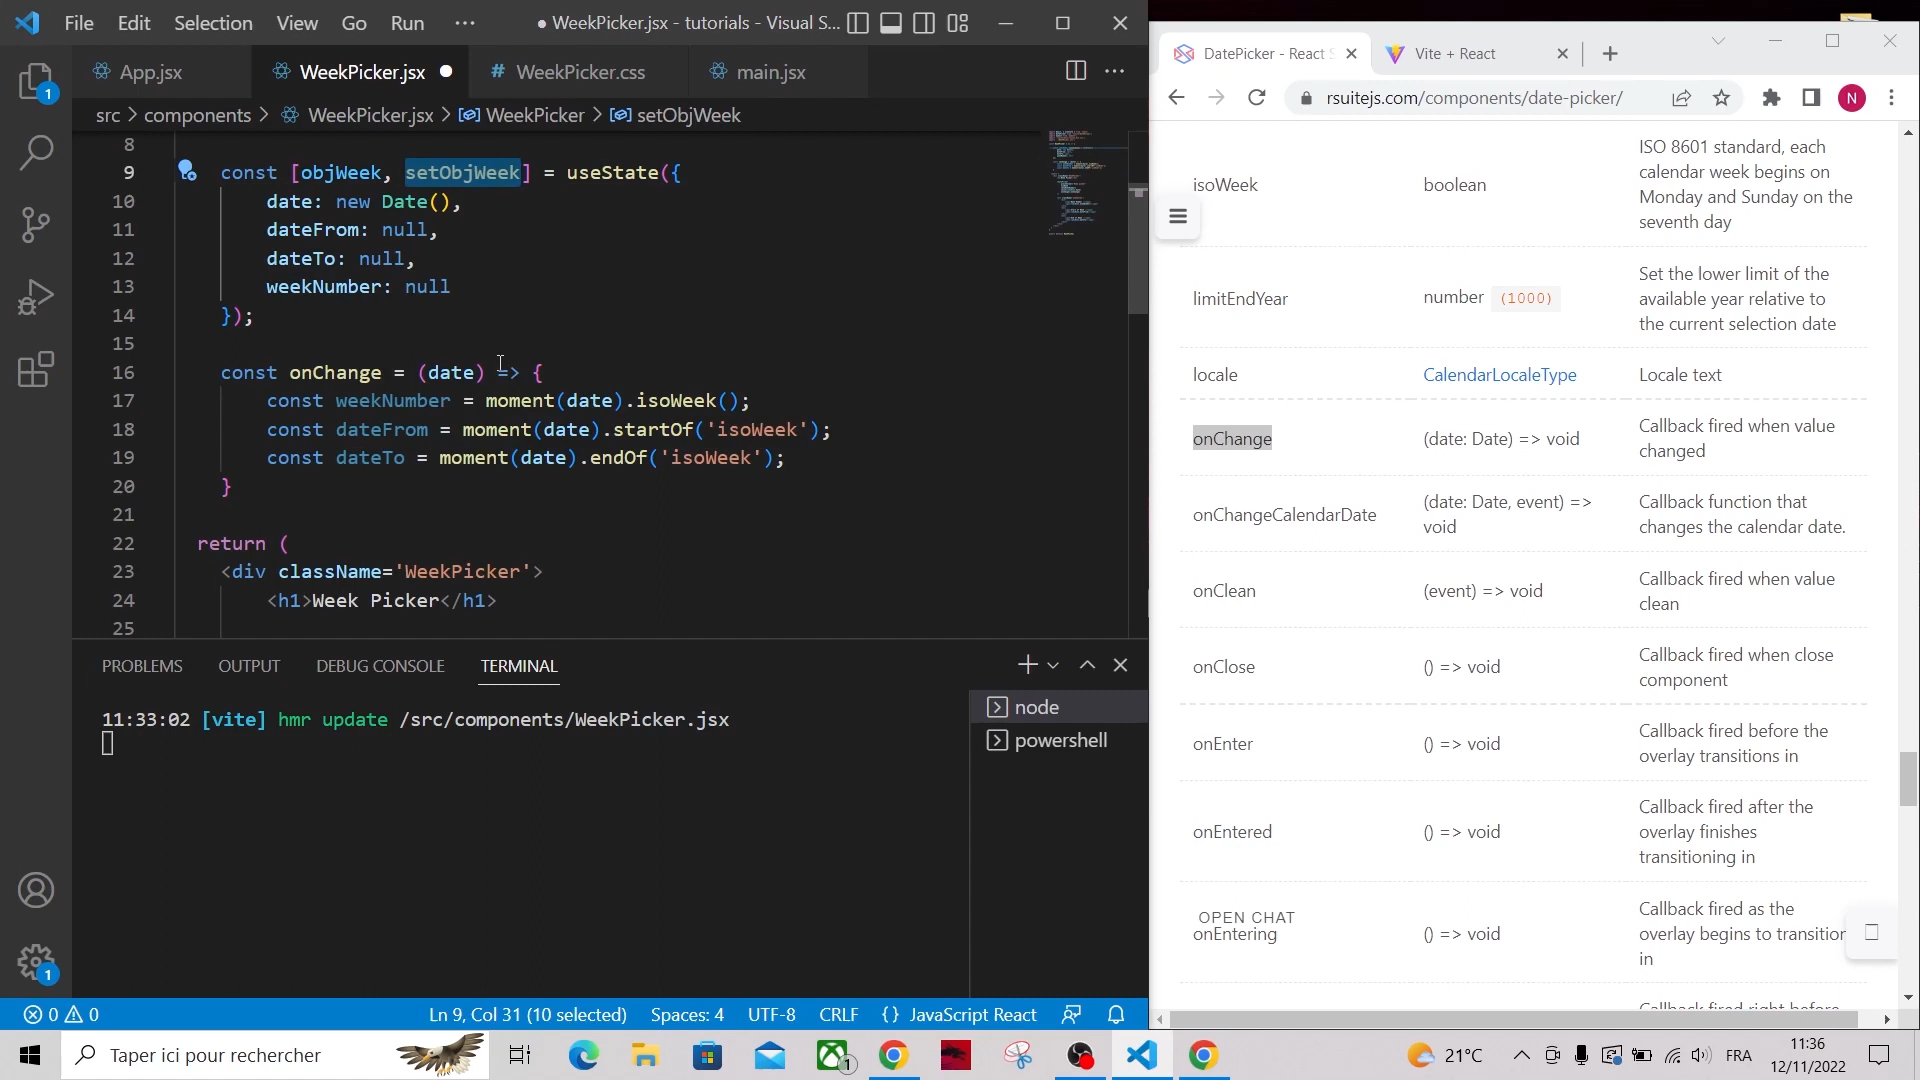 File Edit Selection View Go Run ··· ● WeekPicker.jsx - tutorials - Visual S...
App.jsx WeekPicker.jsx ● # WeekPicker.css main.jsx
src > components > WeekPicker.jsx > WeekPicker > setObjWeek
8
9 const [objWeek, setObjWeek] = useState({
10 date: new Date(),
11 dateFrom: null,
12 dateTo: null,
13 weekNumber: null
14 });
15
16 const onChange = (date) => {
17 const weekNumber = moment(date).isoWeek();
18 const dateFrom = moment(date).startOf('isoWeek');
19 const dateTo = moment(date).endOf('isoWeek');
20 }
21
22 return (
23 <div className='WeekPicker'>
24 <h1>Week Picker</h1>
25
PROBLEMS OUTPUT DEBUG CONSOLE TERMINAL
11:33:02 [vite] hmr update /src/components/WeekPicker.jsx
node
powershell
1
1
0 0 Ln 9, Col 31 (10 selected) Spaces: 4 UTF-8 CRLF {} JavaScript React
DatePicker - React S Vite + React
rsuitejs.com/components/date-picker/ N
isoWeek boolean ISO 8601 standard, each
calendar week begins on
Monday and Sunday on the
seventh day
limitEndYear number (1000) Set the lower limit of the
available year relative to
the current selection date
locale CalendarLocaleType Locale text
onChange (date: Date) => void Callback fired when value
changed
onChangeCalendarDate (date: Date, event) =>
void Callback function that
changes the calendar date.
onClean (event) => void Callback fired when value
clean
onClose () => void Callback fired when close
component
onEnter () => void Callback fired before the
overlay transitions in
onEntered () => void Callback fired after the
overlay finishes
transitioning in
OPEN CHAT
onEntering () => void Callback fired as the
overlay begins to transition
in
Callback fired right before
Taper ici pour rechercher 1 21°C FRA 11:36
12/11/2022